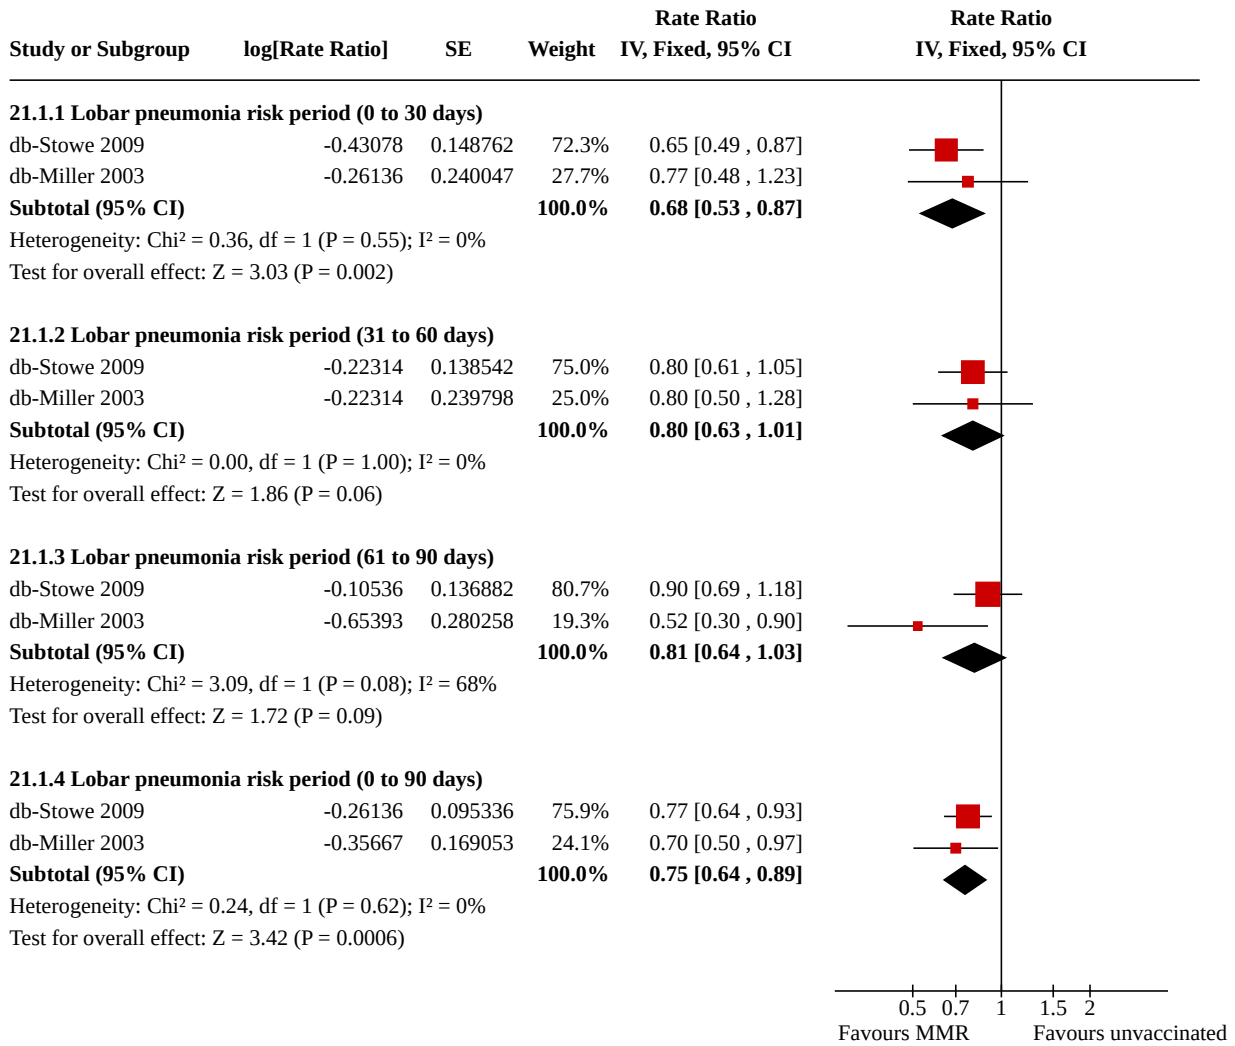 Rate Ratio Rate Ratio
Study or Subgroup log[Rate Ratio] SE Weight IV, Fixed, 95% CI IV, Fixed, 95% CI
21.1.1 Lobar pneumonia risk period (0 to 30 days)
db-Stowe 2009 -0.43078 0.148762 72.3% 0.65 [0.49 , 0.87]
db-Miller 2003 -0.26136 0.240047 27.7% 0.77 [0.48 , 1.23]
Subtotal (95% CI) 100.0% 0.68 [0.53 , 0.87]
Heterogeneity: Chi² = 0.36, df = 1 (P = 0.55); I² = 0%
Test for overall effect: Z = 3.03 (P = 0.002)
21.1.2 Lobar pneumonia risk period (31 to 60 days)
db-Stowe 2009 -0.22314 0.138542 75.0% 0.80 [0.61 , 1.05]
db-Miller 2003 -0.22314 0.239798 25.0% 0.80 [0.50 , 1.28]
Subtotal (95% CI) 100.0% 0.80 [0.63 , 1.01]
Heterogeneity: Chi² = 0.00, df = 1 (P = 1.00); I² = 0%
Test for overall effect: Z = 1.86 (P = 0.06)
21.1.3 Lobar pneumonia risk period (61 to 90 days)
db-Stowe 2009 -0.10536 0.136882 80.7% 0.90 [0.69 , 1.18]
db-Miller 2003 -0.65393 0.280258 19.3% 0.52 [0.30 , 0.90]
Subtotal (95% CI) 100.0% 0.81 [0.64 , 1.03]
Heterogeneity: Chi² = 3.09, df = 1 (P = 0.08); I² = 68%
Test for overall effect: Z = 1.72 (P = 0.09)
21.1.4 Lobar pneumonia risk period (0 to 90 days)
db-Stowe 2009 -0.26136 0.095336 75.9% 0.77 [0.64 , 0.93]
db-Miller 2003 -0.35667 0.169053 24.1% 0.70 [0.50 , 0.97]
Subtotal (95% CI) 100.0% 0.75 [0.64 , 0.89]
Heterogeneity: Chi² = 0.24, df = 1 (P = 0.62); I² = 0%
Test for overall effect: Z = 3.42 (P = 0.0006)
0.5 0.7 1 1.5 2
Favours MMR Favours unvaccinated